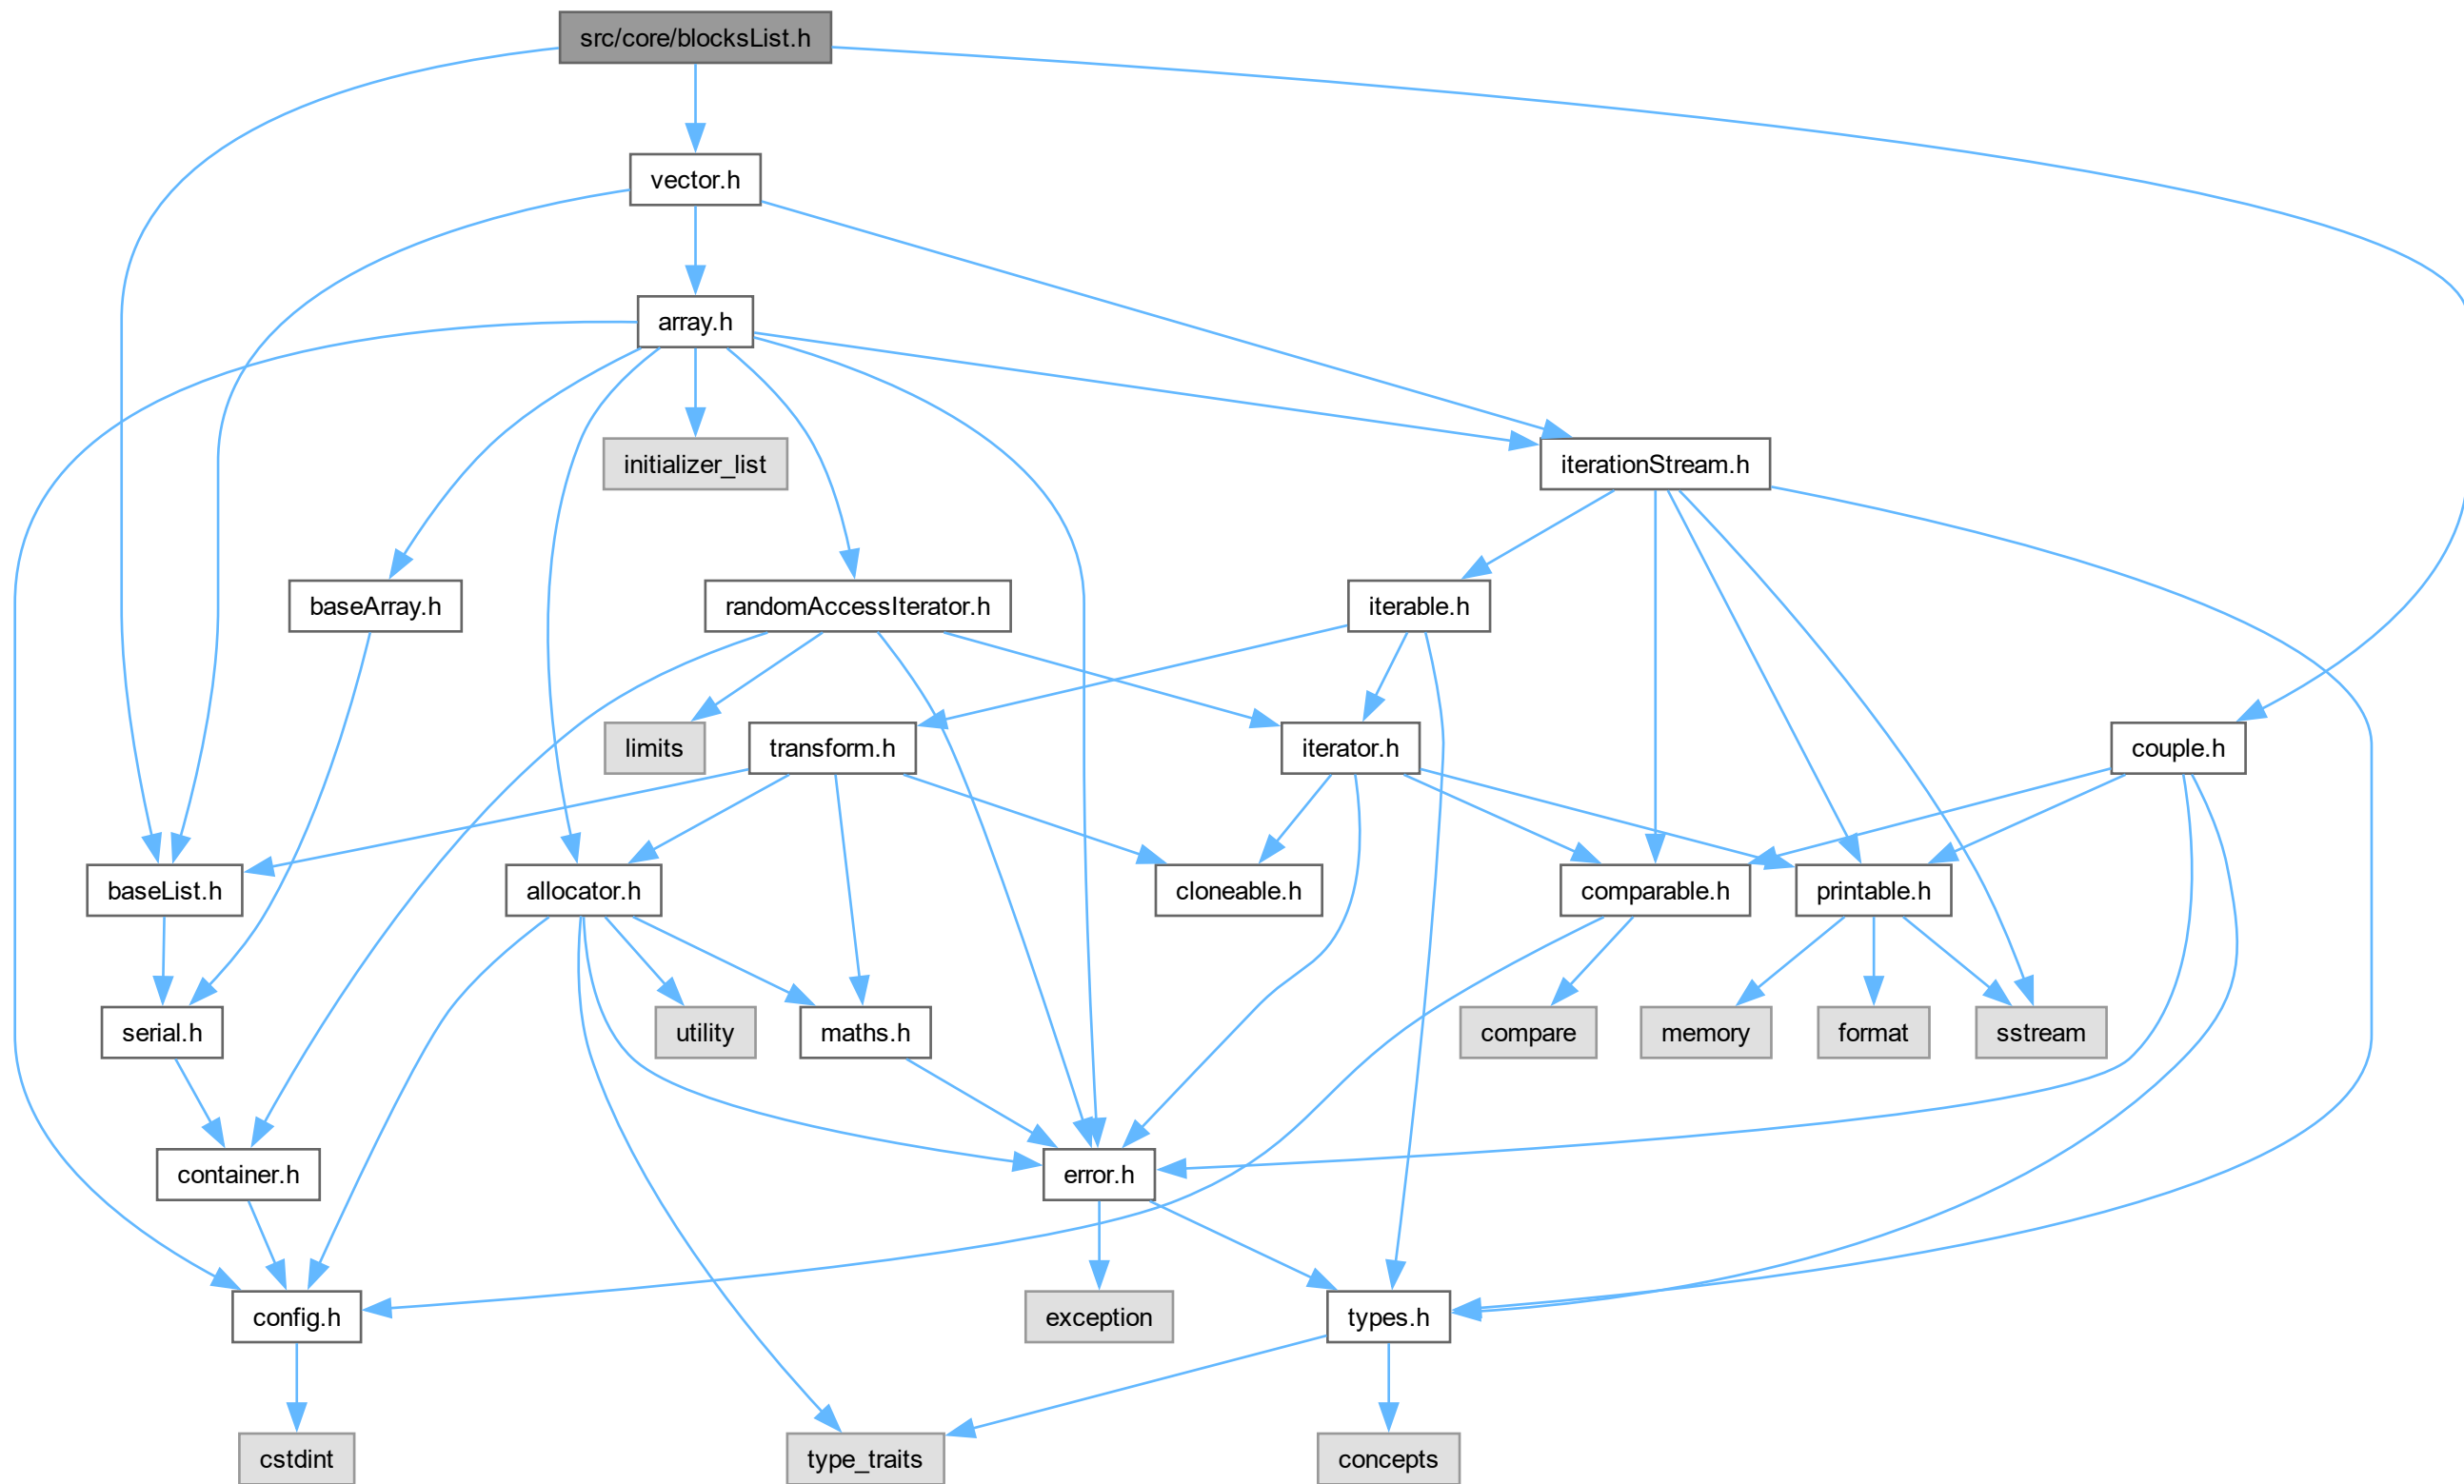 src/core/blocksList.h
vector.h
array.h
initializer_list
iterationStream.h
baseArray.h
randomAccessIterator.h
iterable.h
limits
transform.h
iterator.h
couple.h
baseList.h
allocator.h
cloneable.h
comparable.h
printable.h
serial.h
utility
maths.h
compare
memory
format
sstream
container.h
error.h
config.h
exception
types.h
cstdint
type_traits
concepts